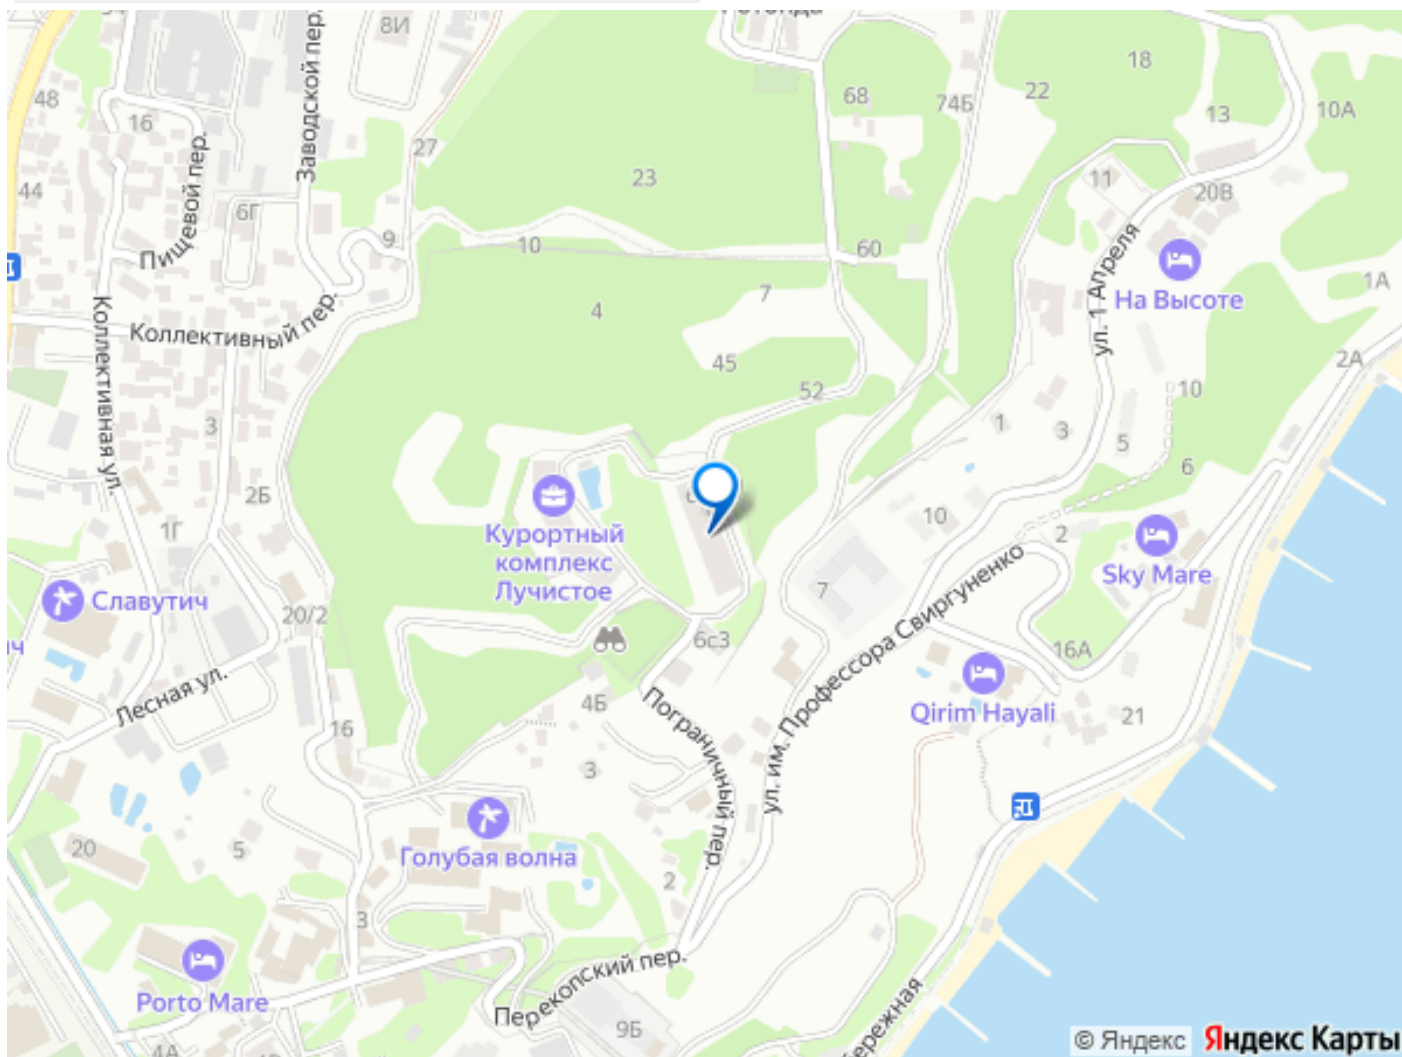 8И
Заводской пер.
48
16
Пищевой пер.
27
44
6Г
9
10
23
68
74Б
22
18
13
10А
11
20В
60
ул. 1 Апреля
На Высоте
1А
7
4
Коллективный пер.
Коллективная ул.
45
52
2А
10
3
1
3
5
6
2Б
1Г
Курортный
комплекс
Лучистое
10
2
Sky Mare
7
Славутич
20/2
6с3
16А
ул. им. Профессора Свиргуненко
Qirim Hayali
21
Лесная ул.
4Б
Пограничный пер.
16
3
20
5
Голубая волна
2
3
Porto Mare
Перекопский пер.
9Б
4А
© Яндекс
Яндекс Карты